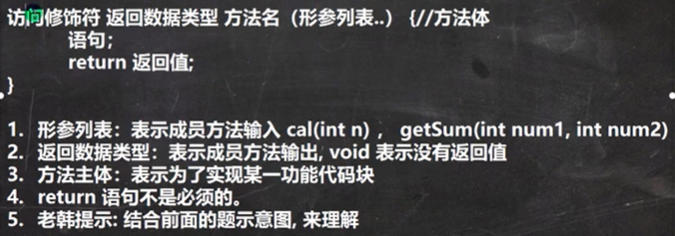 访问修饰符 返回数据类型 方法名（形参列表..） {//方法体
语句；
return 返回值;
}
1. 形参列表：表示成员方法输入 cal(int n) ， getSum(int num1, int num2)
2. 返回数据类型：表示成员方法输出, void 表示没有返回值
3. 方法主体：表示为了实现某一功能代码块
4. return 语句不是必须的。
5. 老韩提示: 结合前面的题示意图, 来理解